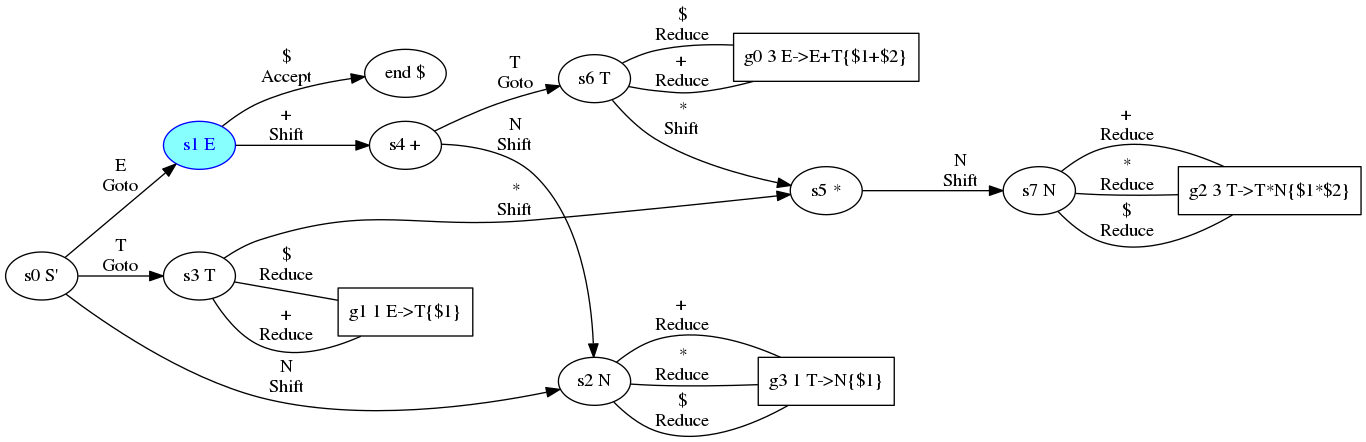 $
Reduce
g0 3 E->E+T{$1+$2}
+
Reduce
$
Accept
end $
T
Goto
s6 T
*
Shift
+
Shift
s1 E
s4 +
N
Shift
E
Goto
*
Shift
s5 *
N
Shift
s7 N
+
Reduce
*
Reduce
g2 3 T->T*N{$1*$2}
$
Reduce
s0 S'
T
Goto
s3 T
$
Reduce
g1 1 E->T{$1}
+
Reduce
N
Shift
s2 N
+
Reduce
*
Reduce
g3 1 T->N{$1}
$
Reduce